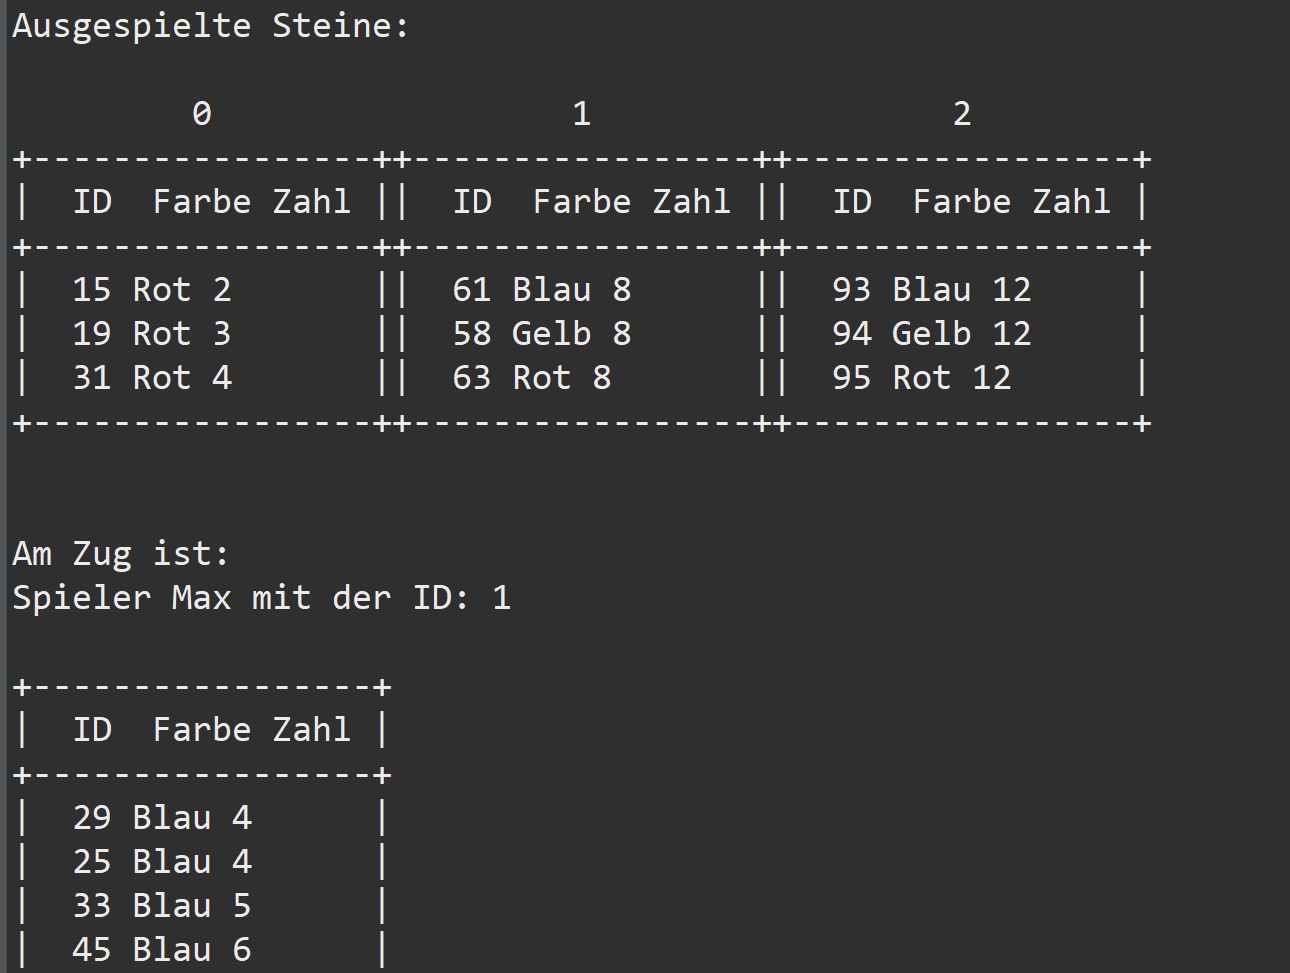 Ausgespielte Steine:
         0                  1                  2
+-----------------++-----------------++-----------------+
|  ID  Farbe Zahl ||  ID  Farbe Zahl ||  ID  Farbe Zahl |
+-----------------++-----------------++-----------------+
|  15 Rot 2       ||  61 Blau 8      ||  93 Blau 12     |
|  19 Rot 3       ||  58 Gelb 8      ||  94 Gelb 12     |
|  31 Rot 4       ||  63 Rot 8       ||  95 Rot 12      |
+-----------------++-----------------++-----------------+
Am Zug ist:
Spieler Max mit der ID: 1
+-----------------+
|  ID  Farbe Zahl |
+-----------------+
|  29 Blau 4      |
|  25 Blau 4      |
|  33 Blau 5      |
|  45 Blau 6      |